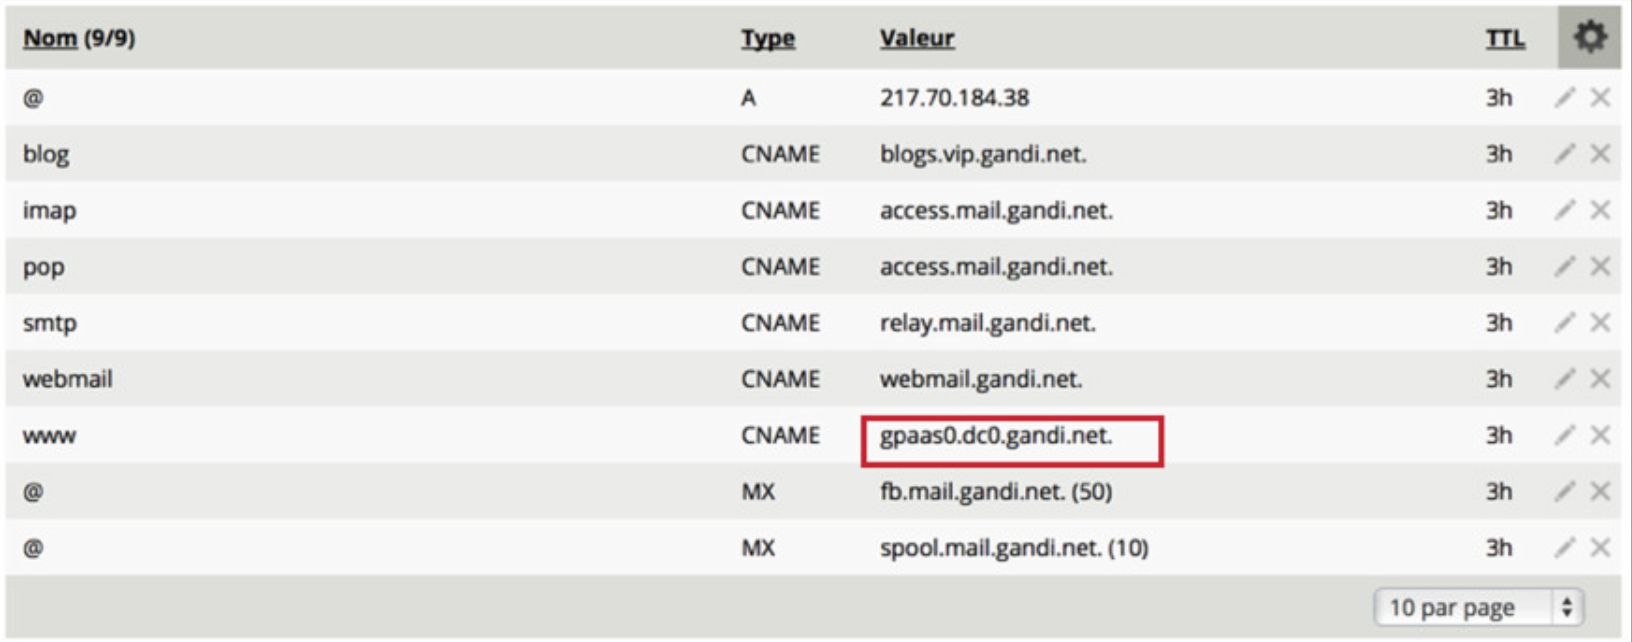 Nom (9/9) Type Valeur TTL
@ A 217.70.184.38 3h
blog CNAME blogs.vip.gandi.net. 3h
imap CNAME access.mail.gandi.net. 3h
pop CNAME access.mail.gandi.net. 3h
smtp CNAME relay.mail.gandi.net. 3h
webmail CNAME webmail.gandi.net. 3h
www CNAME gpaas0.dc0.gandi.net. 3h
@ MX fb.mail.gandi.net. (50) 3h
@ MX spool.mail.gandi.net. (10) 3h
10 par page